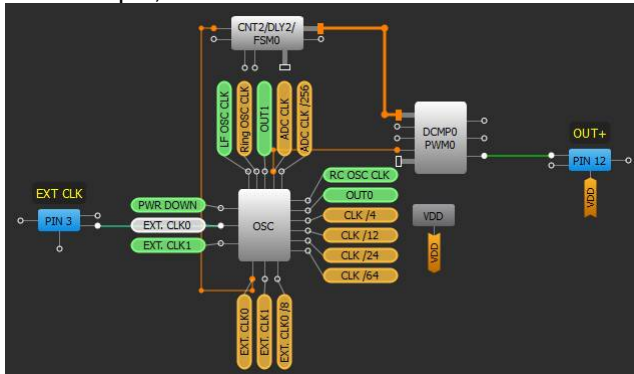 CNT2/DLY2/
FSM0
LF OSC CLK
Ring OSC CLK
OUT1
ADC CLK
ADC CLK /256
DCMP0
PWM0
OUT+
PIN 12
VDD
RC OSC CLK
OUT0
CLK /4
CLK /12
CLK /24
CLK /64
VDD
VDD
EXT CLK
PIN 3
PWR DOWN
EXT. CLK0
EXT. CLK1
OSC
EXT. CLK0
EXT. CLK1
EXT. CLK0 /8